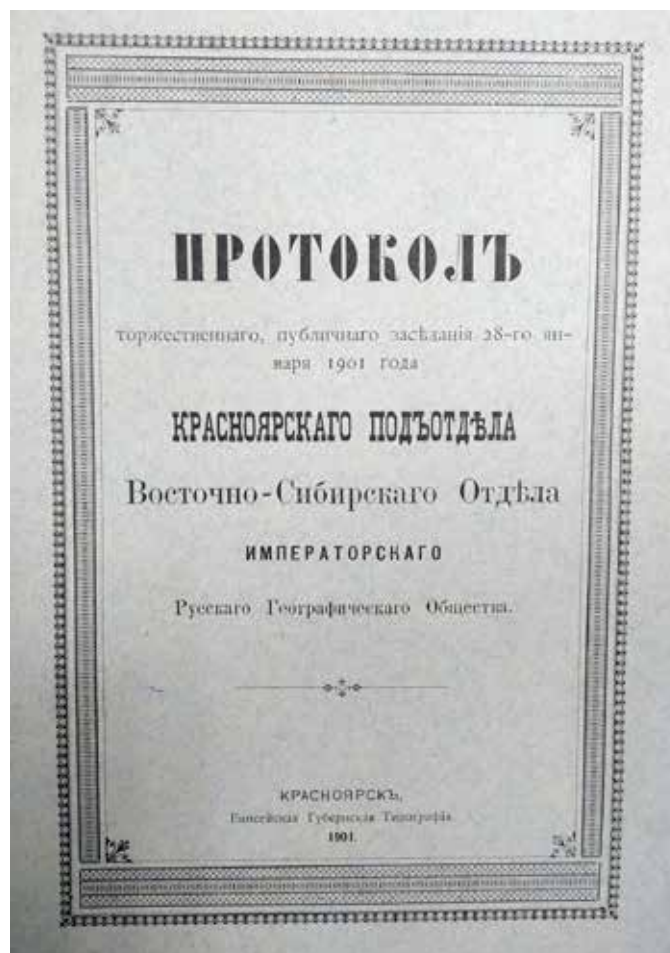 ПРОТОКОЛЪ
торжественнаго, публичнаго засѣданія 28-го ян-
варя 1901 года
КРАСНОЯРСКАГО ПОДЪОТДѢЛА
Восточно-Сибирскаго Отдѣла
ИМПЕРАТОРСКАГО
Русскаго Географическаго Общества.
КРАСНОЯРСКЪ,
Енисейская Губернская Типографія
1901.